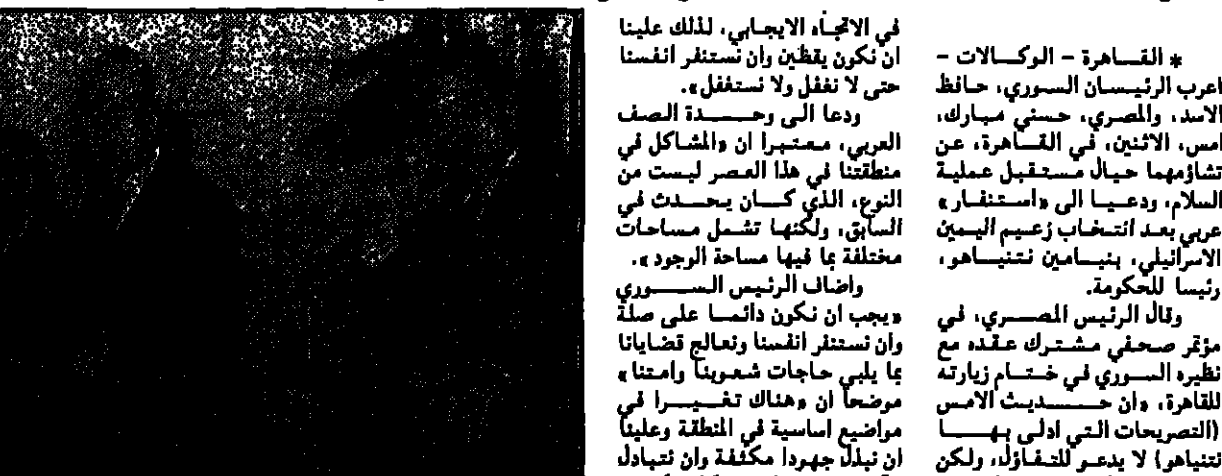 * القاهرة - الوكالات -
اعرب الرئيسان السوري، حافظ
الاسد، والمصري، حسني مبارك،
امس، الاثنين، في القاهرة، عن
تشاؤمهما حيال مستقبل عملية
السلام، ودعيا الى «استنفار»
عربي بعد انتخاب زعيم اليمين
الاسرائيلي، بنيامين نتنياهو،
رئيسا للحكومة.
وقال الرئيس المصري، في
مؤتمر صحفي مشترك عقده مع
نظيره السوري في ختام زيارته
للقاهرة، «ان حديث الامس
(التصريحات التي ادلى بها
نتنياهو) لا يدعو للتفاؤل، ولكن
في الاتجاه الايجابي، لذلك علينا
ان نكون يقظين وان نستنفر انفسنا
حتى لا نغفل ولا نستغفل».
ودعا الى وحدة الصف
العربي، معتبرا ان «المشاكل في
منطقتنا في هذا العصر ليست من
النوع، الذي كان يحدث في
السابق، ولكنها تشمل مساحات
مختلفة بما فيها مساحة الوجود».
واضاف الرئيس السوري
«يجب ان نكون دائما على صلة
وان نستنفر انفسنا ونعالج قضايانا
بما يلبي حاجات شعوبنا وامتنا»
موضحا ان «هناك تغييرا في
مواضيع اساسية في المنطقة وعلينا
ان نبذل جهودا مكثفة وان نتبادل